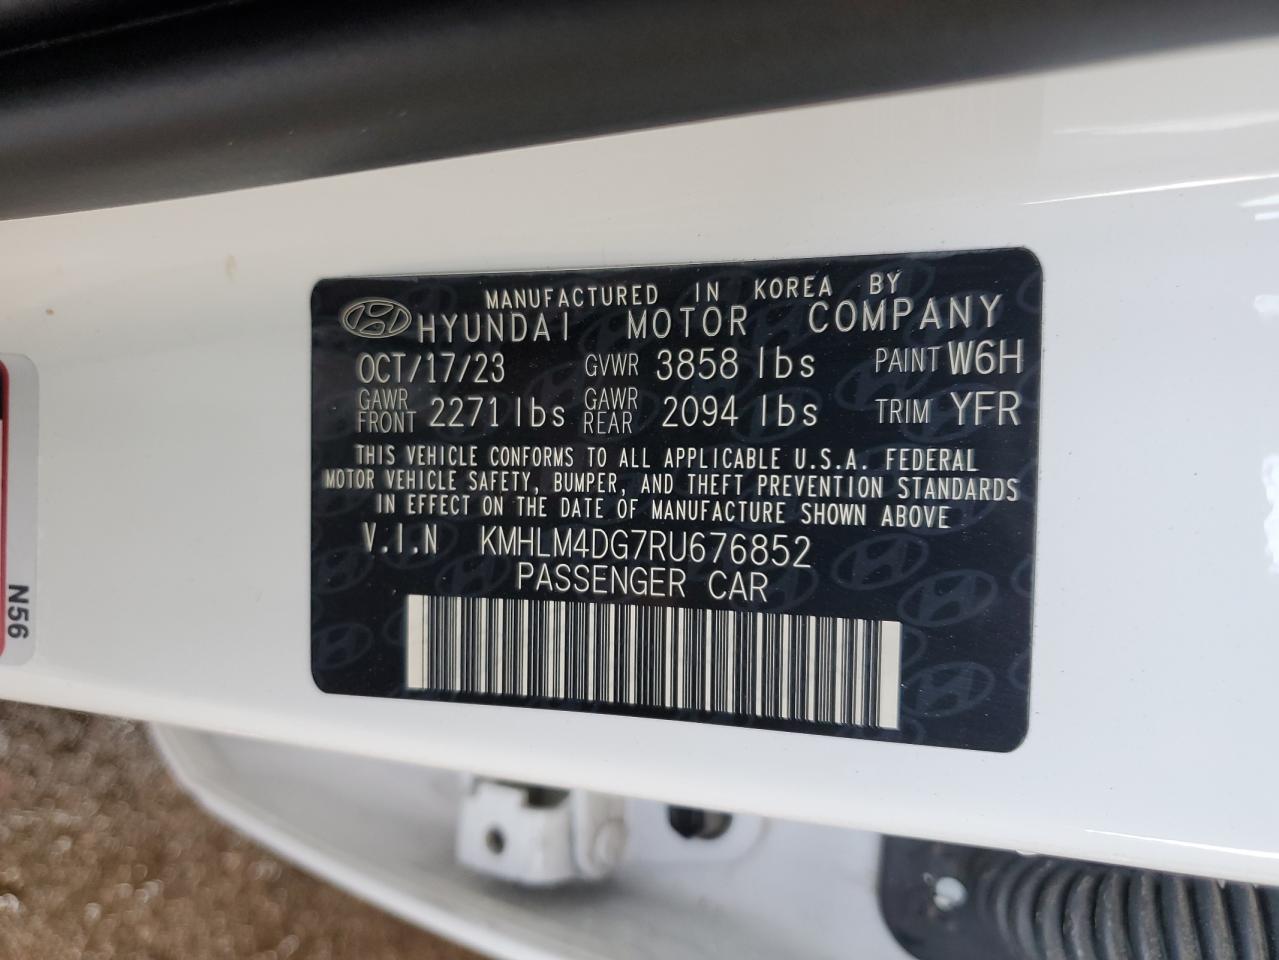 MANUFACTURED IN KOREA BY
HYUNDAI MOTOR COMPANY
OCT/17/23 GVWR 3858 lbs PAINT W6H
GAWR FRONT 2271 lbs GAWR REAR 2094 lbs TRIM YFR
THIS VEHICLE CONFORMS TO ALL APPLICABLE U.S.A. FEDERAL
MOTOR VEHICLE SAFETY, BUMPER, AND THEFT PREVENTION STANDARDS
IN EFFECT ON THE DATE OF MANUFACTURE SHOWN ABOVE
V.I.N KMHLM4DG7RU676852
PASSENGER CAR
N56